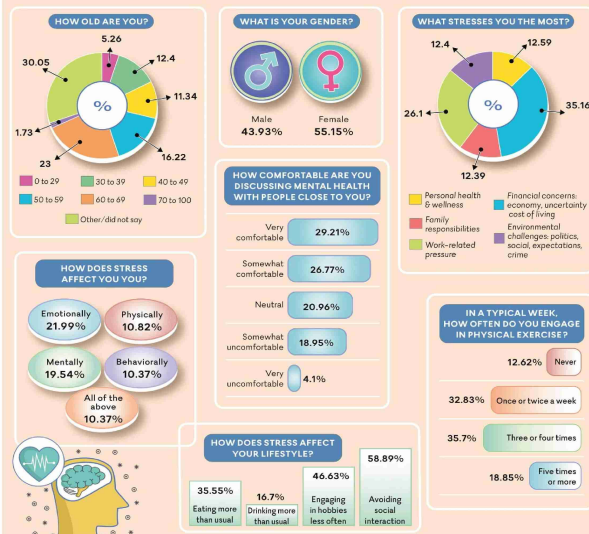 HOW OLD ARE YOU?
5.26
12.4
11.34
16.22
23
1.73
30.05
%
0 to 29
30 to 39
40 to 49
50 to 59
60 to 69
70 to 100
Other/did not say
WHAT IS YOUR GENDER?
Male
43.93%
Female
55.15%
WHAT STRESSES YOU THE MOST?
12.59
35.16
12.39
26.1
12.4
%
Personal health
& wellness
Family
responsibilities
Work-related
pressure
Financial concerns:
economy, uncertainty
cost of living
Environmental
challenges: politics,
social, expectations,
crime
HOW COMFORTABLE ARE YOU
DISCUSSING MENTAL HEALTH
WITH PEOPLE CLOSE TO YOU?
Very
comfortable
29.21%
Somewhat
comfortable
26.77%
Neutral
20.96%
Somewhat
uncomfortable
18.95%
Very
uncomfortable
4.1%
HOW DOES STRESS
AFFECT YOU YOU?
Emotionally
21.99%
Physically
10.82%
Mentally
19.54%
Behaviorally
10.37%
All of the
above
10.37%
IN A TYPICAL WEEK,
HOW OFTEN DO YOU ENGAGE
IN PHYSICAL EXERCISE?
12.62% Never
32.83% Once or twice a week
35.7% Three or four times
18.85% Five times
or more
HOW DOES STRESS AFFECT
YOUR LIFESTYLE?
35.55%
Eating more
than usual
16.7%
Drinking more
than usual
46.63%
Engaging
in hobbies
less often
58.89%
Avoiding
social
interaction